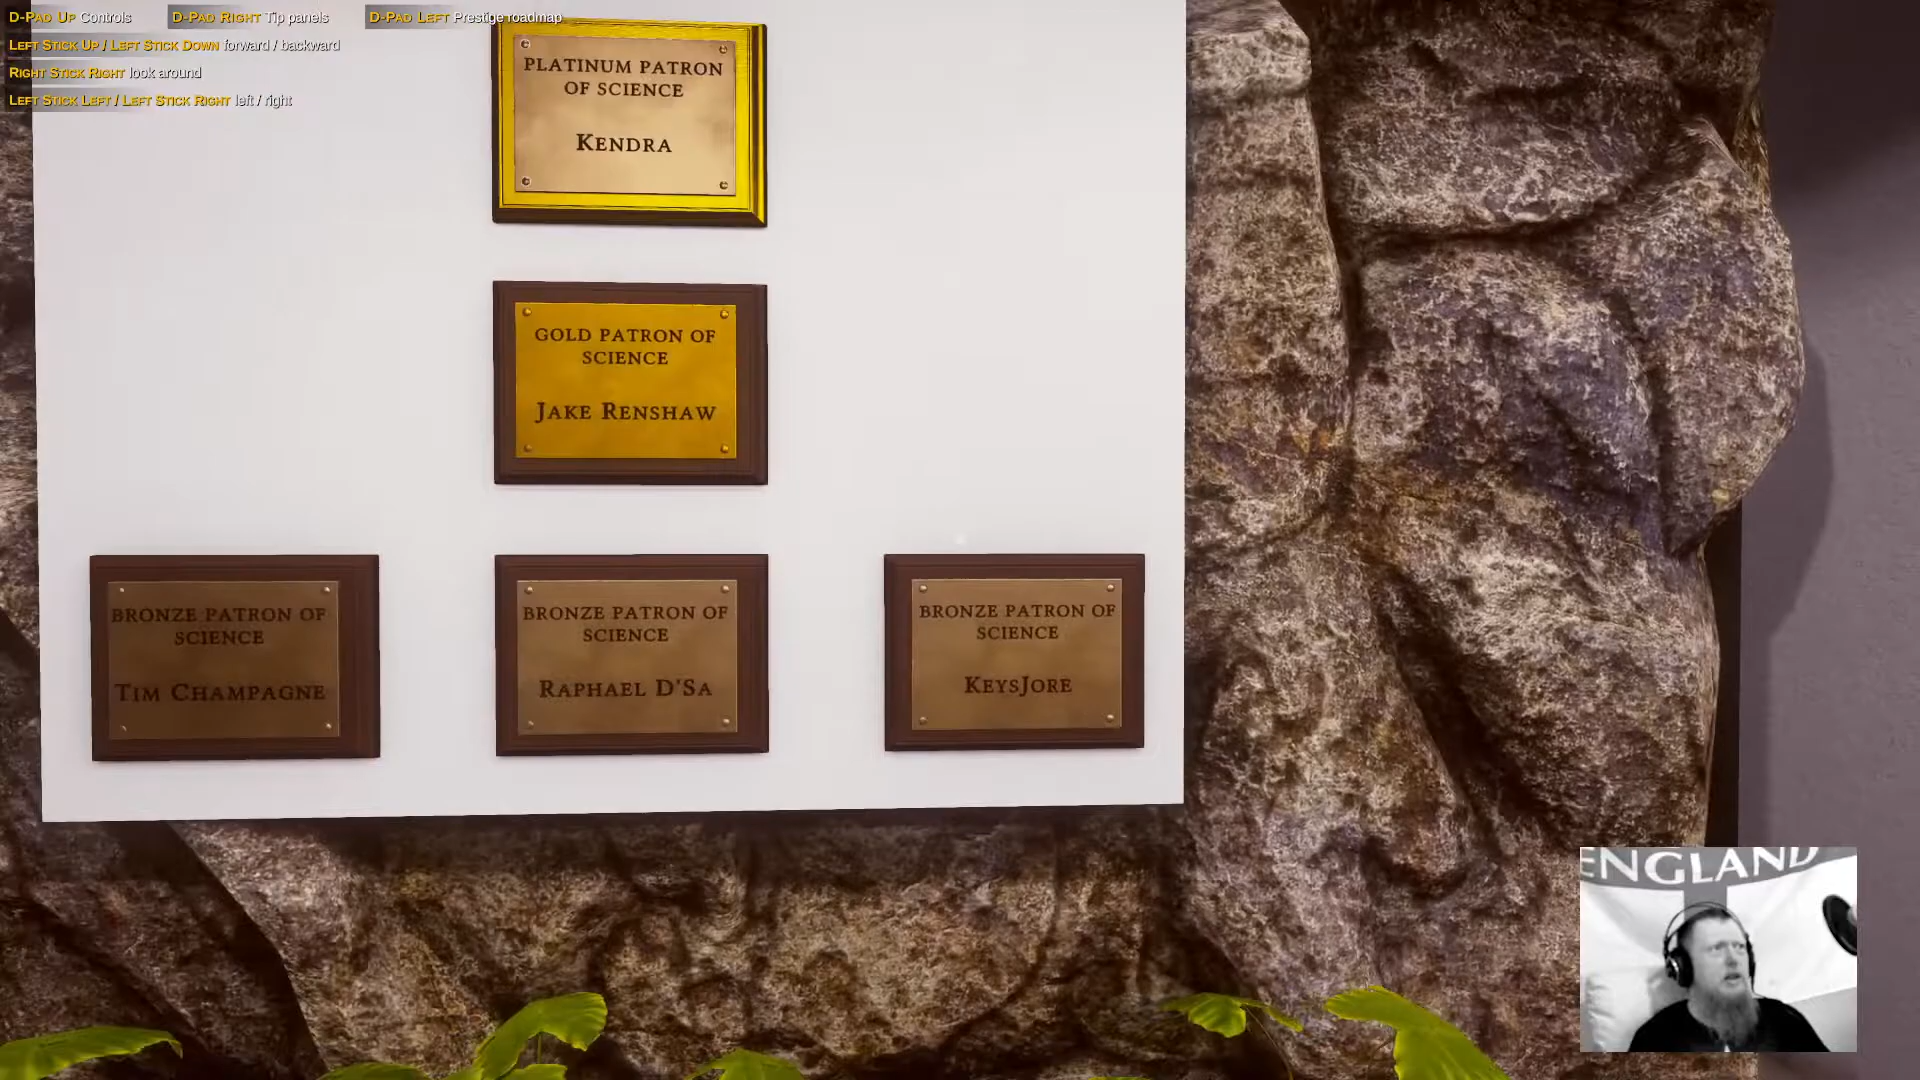 D-Pad Up Controls
D-Pad Right Tip panels
D-Pad Left Prestige roadmap
Left Stick Up / Left Stick Down forward / backward
Right Stick Right look around
Left Stick Left / Left Stick Right left / right
PLATINUM PATRON
OF SCIENCE
KENDRA
GOLD PATRON OF
SCIENCE
JAKE RENSHAW
BRONZE PATRON OF
SCIENCE
TIM CHAMPAGNE
BRONZE PATRON OF
SCIENCE
RAPHAEL D'SA
BRONZE PATRON OF
SCIENCE
KEYSJORE
ENGLAND